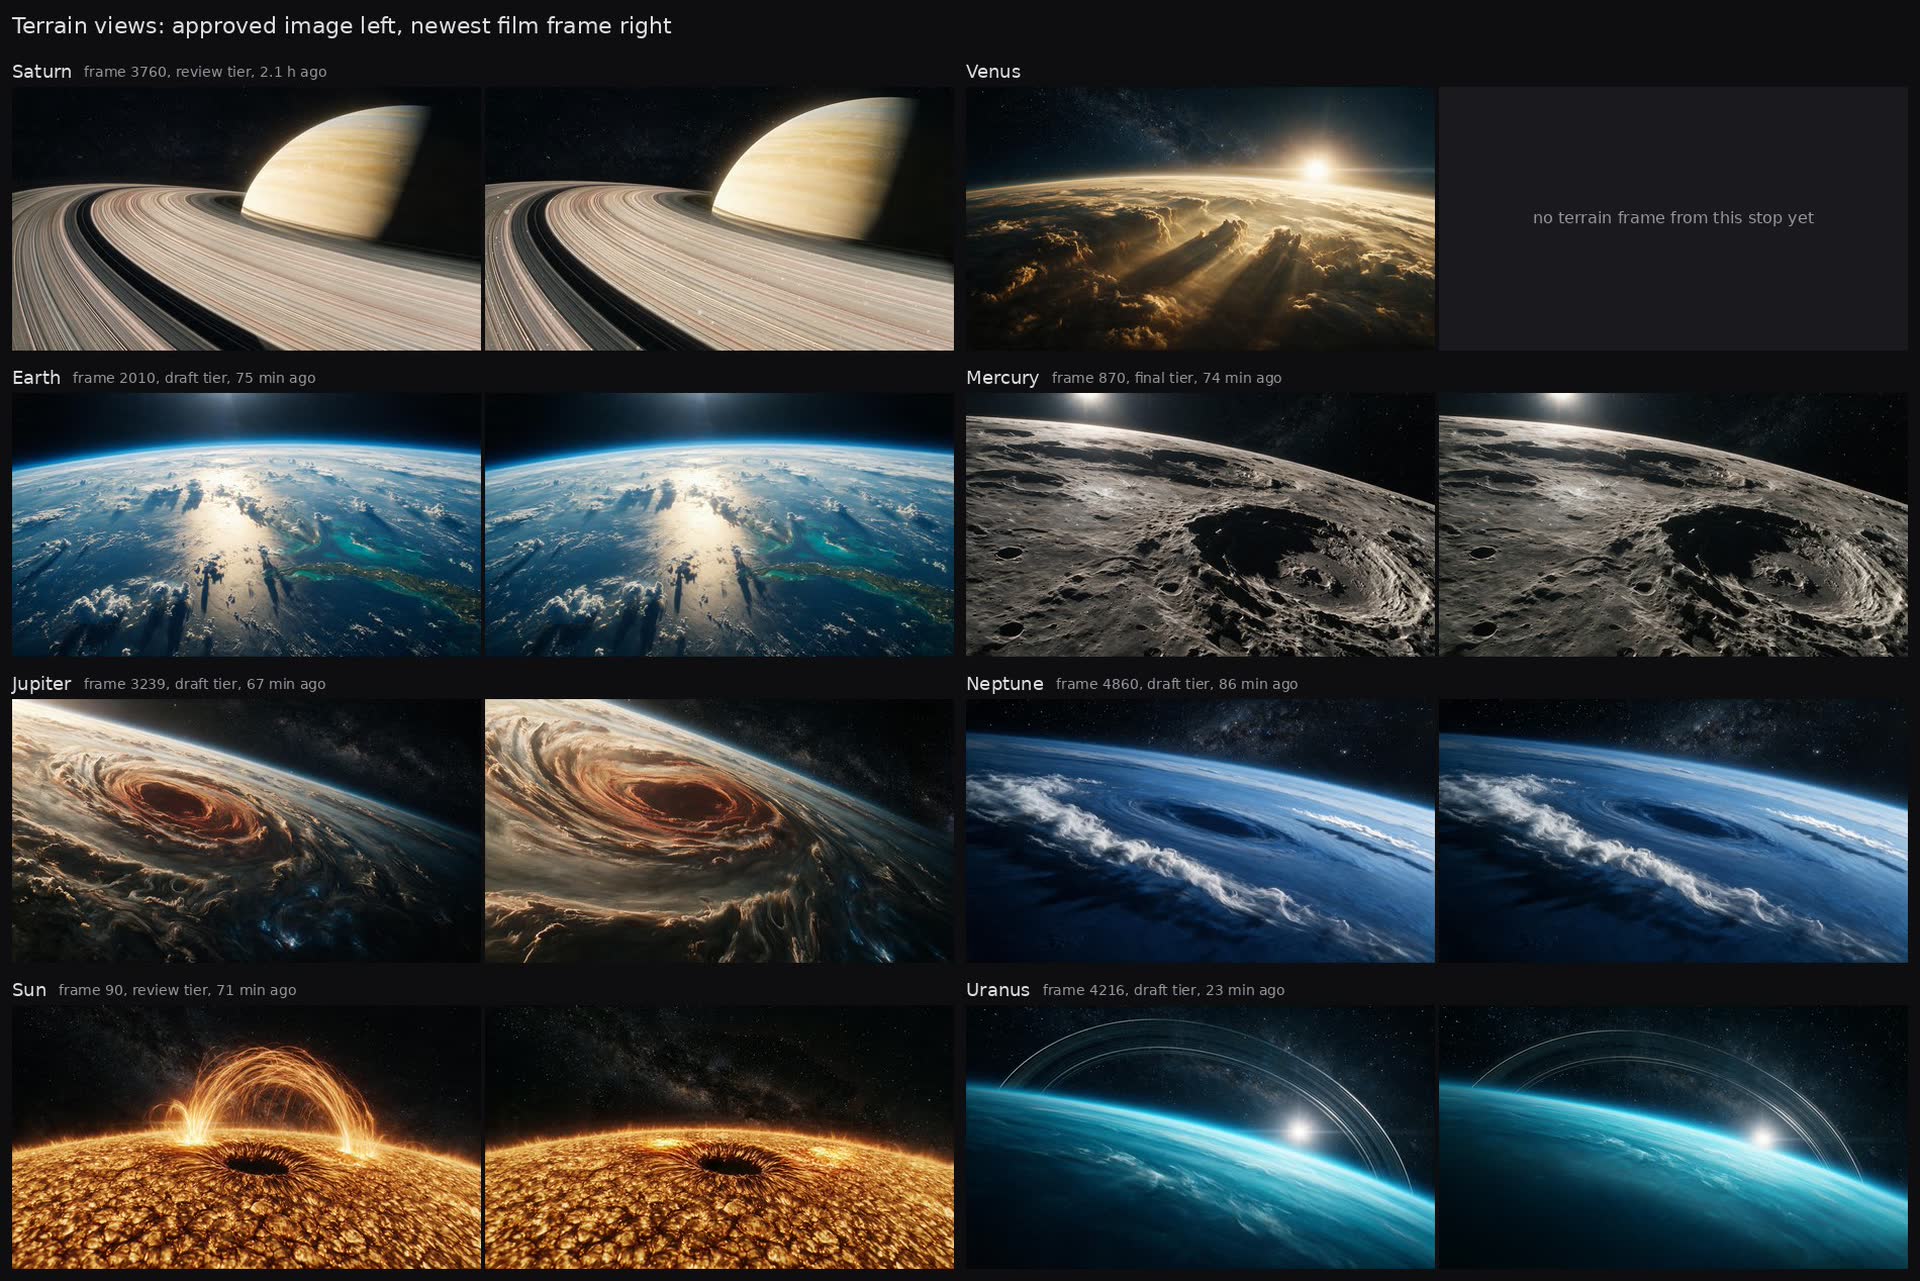 Terrain views: approved image left, newest film frame right
Saturn frame 3760, review tier, 2.1 h ago
Venus
no terrain frame from this stop yet
Earth frame 2010, draft tier, 75 min ago
Mercury frame 870, final tier, 74 min ago
Jupiter frame 3239, draft tier, 67 min ago
Neptune frame 4860, draft tier, 86 min ago
Sun frame 90, review tier, 71 min ago
Uranus frame 4216, draft tier, 23 min ago